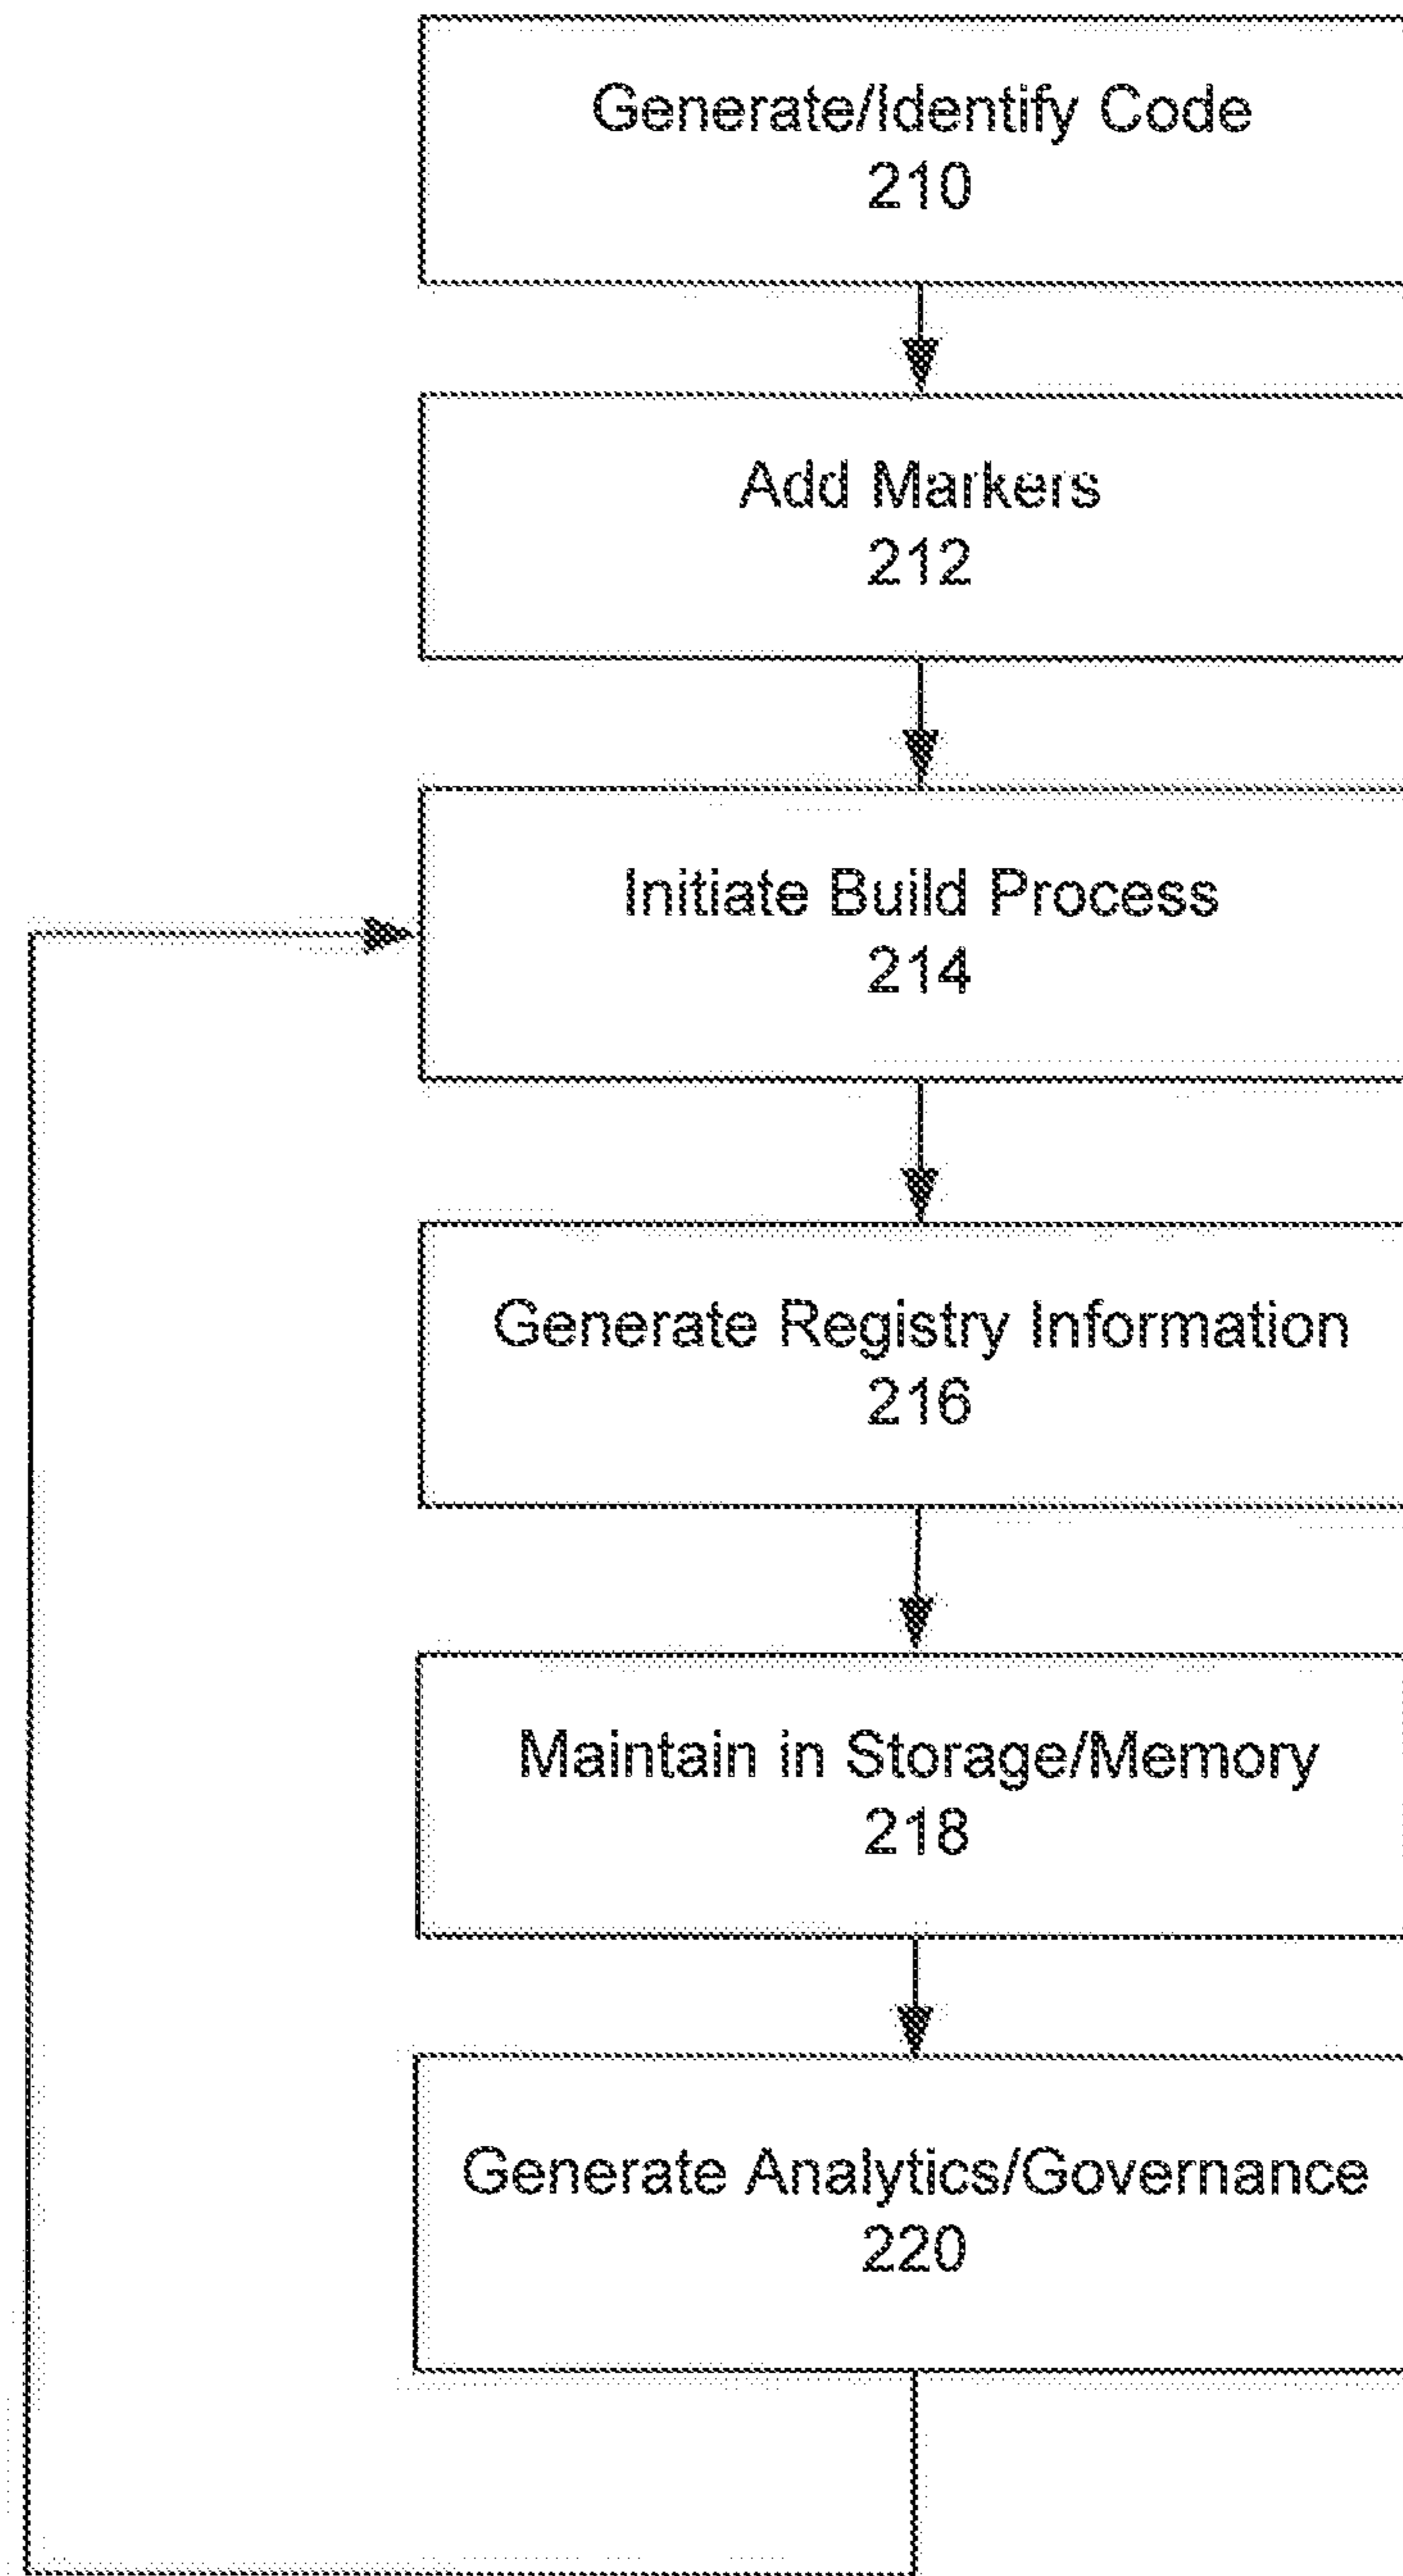 Generate/Identify Code
210
Add Markers
212
Initiate Build Process
214
Generate Registry Information
216
Maintain in Storage/Memory
218
Generate Analytics/Governance
220